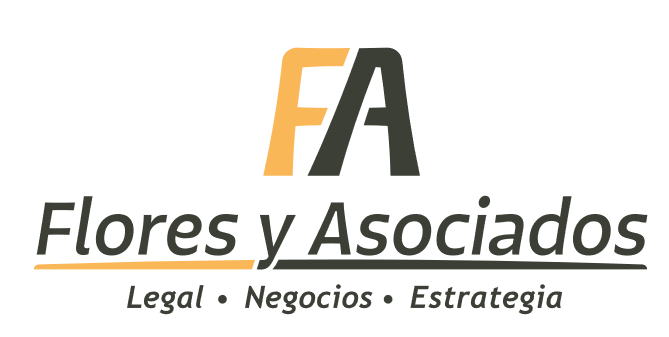 FA
Flores y Asociados
Legal • Negocios • Estrategia